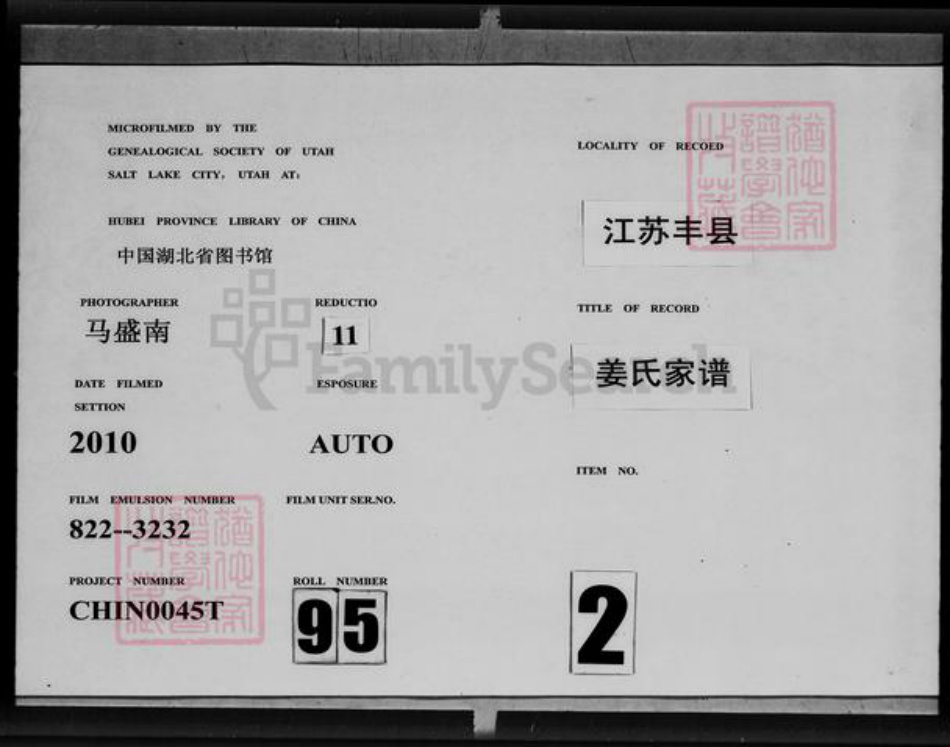 MICROFILMED BY THE
GENEALOGICAL SOCIETY OF UTAH
SALT LAKE CITY, UTAH AT:
HUBEI PROVINCE LIBRARY OF CHINA
中国湖北省图书馆
PHOTOGRAPHER
马盛南
REDUCTIO
11
DATE FILMED
SETTION
2010
ESPOSURE
AUTO
FILM EMULSION NUMBER
822--3232
FILM UNIT SER.NO.
PROJECT NUMBER
CHIN0045T
ROLL NUMBER
95
LOCALITY OF RECOED
江苏丰县
TITLE OF RECORD
姜氏家谱
ITEM NO.
2
FamilySearch